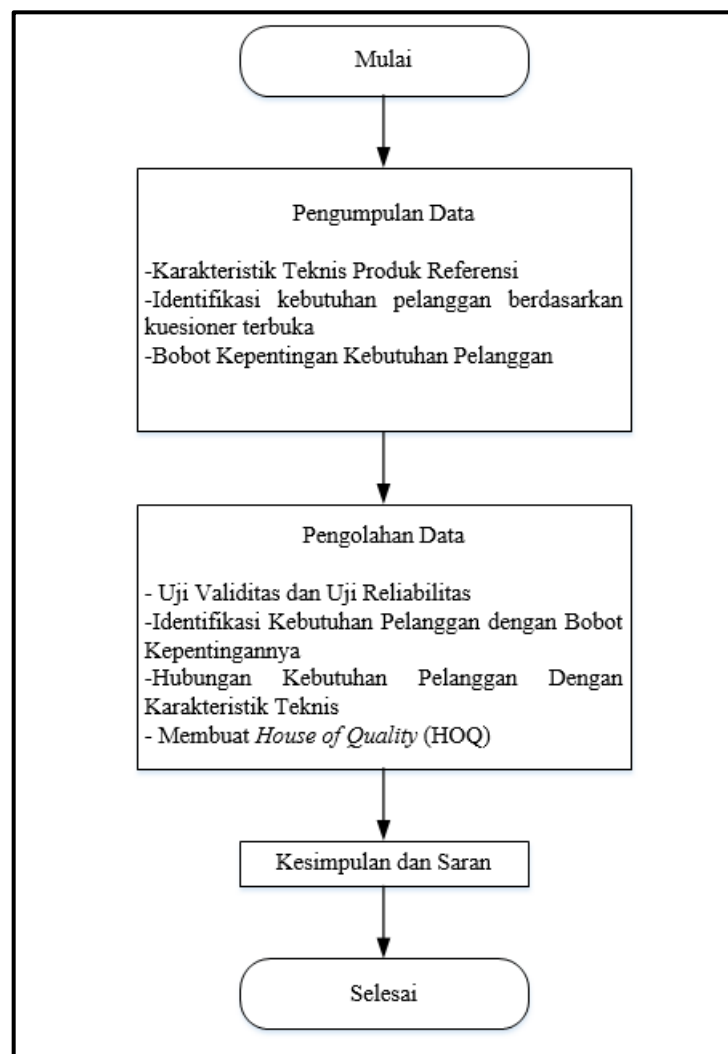 Mulai
Pengumpulan Data
-Karakteristik Teknis Produk Referensi
-Identifikasi kebutuhan pelanggan berdasarkan
kuesioner terbuka
-Bobot Kepentingan Kebutuhan Pelanggan
Pengolahan Data
- Uji Validitas dan Uji Reliabilitas
-Identifikasi Kebutuhan Pelanggan dengan Bobot
Kepentingannya
-Hubungan Kebutuhan Pelanggan Dengan
Karakteristik Teknis
- Membuat House of Quality (HOQ)
Kesimpulan dan Saran
Selesai